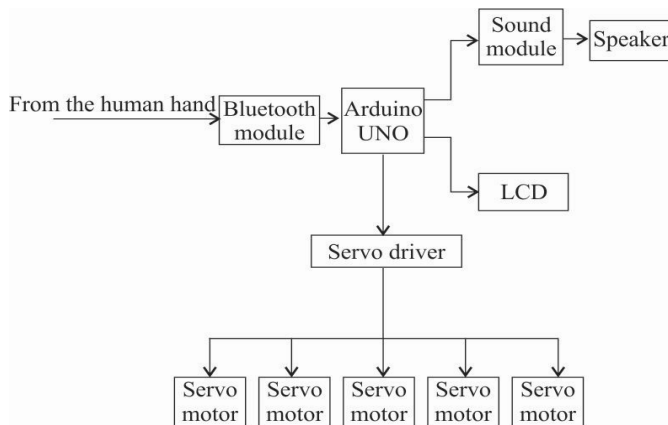 Sound
module
Speaker
From the human hand
Bluetooth
module
Arduino
UNO
LCD
Servo driver
Servo
motor
Servo
motor
Servo
motor
Servo
motor
Servo
motor